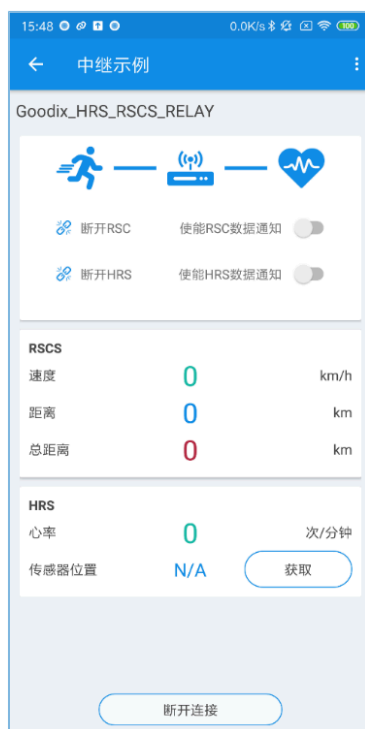 15:48 0.0K/s 100
中继示例
Goodix_HRS_RSCS_RELAY
断开RSC 使能RSC数据通知
断开HRS 使能HRS数据通知
RSCS
速度 0 km/h
距离 0 km
总距离 0 km
HRS
心率 0 次/分钟
传感器位置 N/A 获取
断开连接